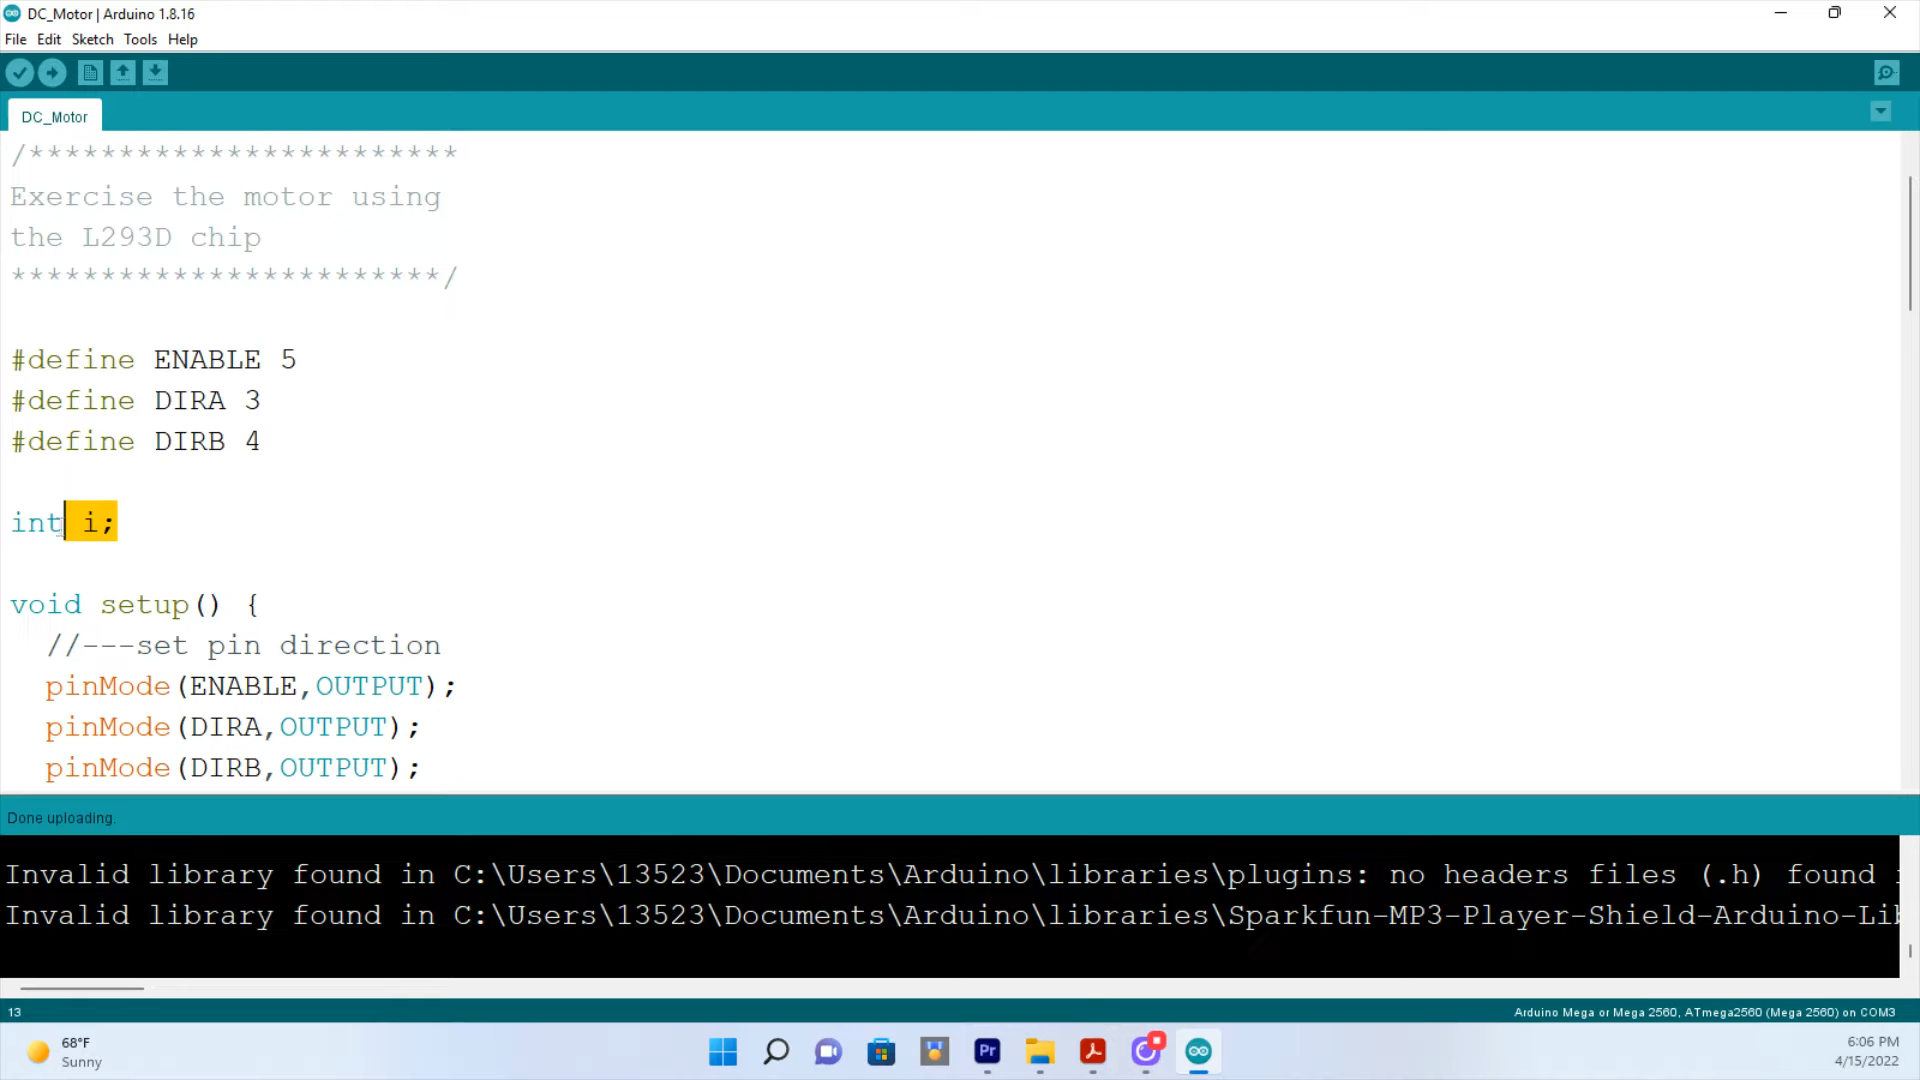 DC_Motor | Arduino 1.8.16
File Edit Sketch Tools Help
DC_Motor
/************************
Exercise the motor using
the L293D chip
************************/
#define ENABLE 5
#define DIRA 3
#define DIRB 4
int i;
void setup() {
//---set pin direction
pinMode(ENABLE,OUTPUT);
pinMode(DIRA,OUTPUT);
pinMode(DIRB,OUTPUT);
Done uploading.
Invalid library found in C:\Users\13523\Documents\Arduino\libraries\plugins: no headers files (.h) found
Invalid library found in C:\Users\13523\Documents\Arduino\libraries\Sparkfun-MP3-Player-Shield-Arduino-Lib
13
Arduino Mega or Mega 2560, ATmega2560 (Mega 2560) on COM3
68°F
Sunny
Pr
6:06 PM
4/15/2022